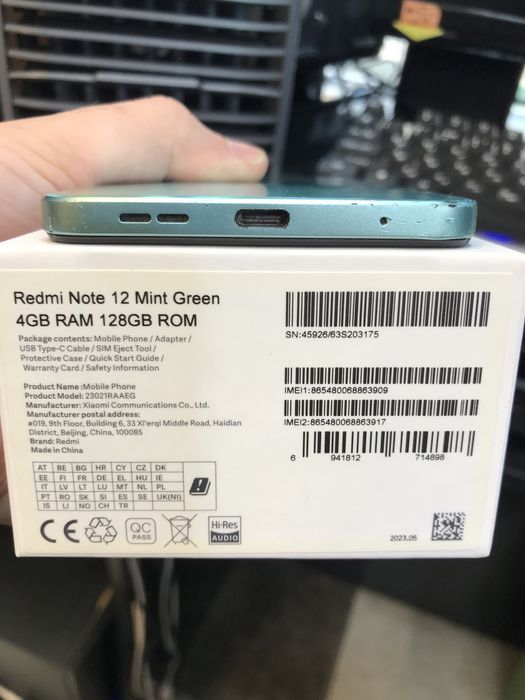 Redmi Note 12 Mint Green
4GB RAM 128GB ROM
Package contents: Mobile Phone / Adapter /
USB Type-C Cable / SIM Eject Tool /
Protective Case / Quick Start Guide /
Warranty Card / Safety Information
Product Name :Mobile Phone
Product Model: 23021RAAEG
Manufacturer: Xiaomi Communications Co., Ltd.
Manufacturer postal address:
#019, 9th Floor, Building 6, 33 Xi'erqi Middle Road, Haidian
District, Beijing, China, 100085
Brand: Redmi
Made in China
SN:45926/63S203175
IMEI1:865480068863909
IMEI2:865480068863917
6 941812 714898
AT BE BG HR CY CZ DK
EE FI FR DE EL HU IE
IT LV LT LU MT NL PL
PT RO SK SI ES SE UK(NI)
IS LI NO CH TR
CE
QC
PASS
Hi-Res
AUDIO
2023.05